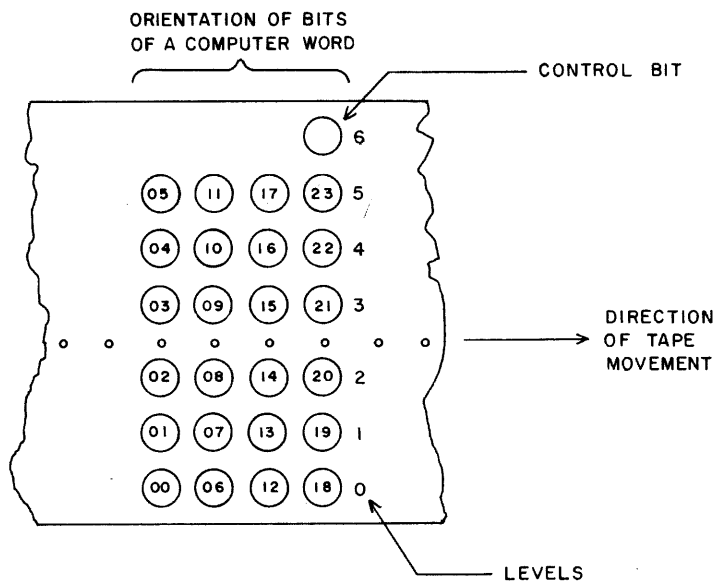 ORIENTATION OF BITS
OF A COMPUTER WORD
CONTROL BIT
6
05 11 17 23 5
04 10 16 22 4
03 09 15 21 3
DIRECTION
OF TAPE
MOVEMENT
02 08 14 20 2
01 07 13 19 1
00 06 12 18 0
LEVELS